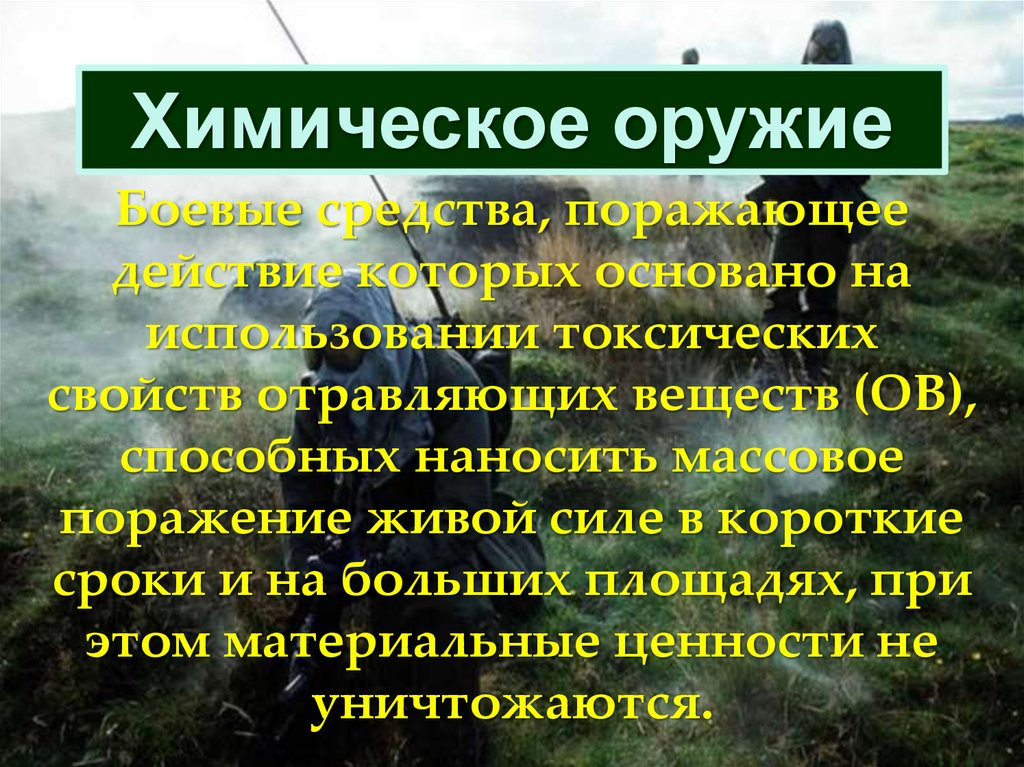 Химическое оружие
Боевые средства, поражающее
действие которых основано на
использовании токсических
свойств отравляющих веществ (ОВ),
способных наносить массовое
поражение живой силе в короткие
сроки и на больших площадях, при
этом материальные ценности не
уничтожаются.